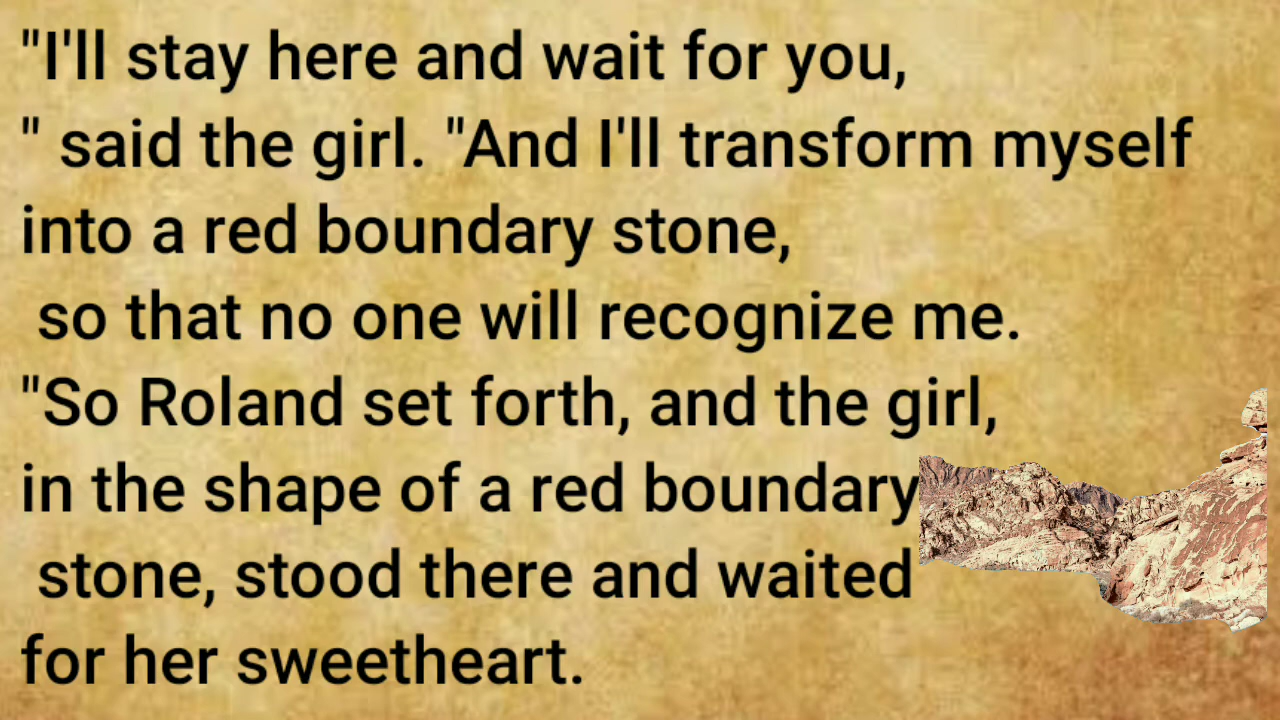 "I'll stay here and wait for you,
" said the girl. "And I'll transform myself
into a red boundary stone,
so that no one will recognize me.
"So Roland set forth, and the girl,
in the shape of a red boundary
stone, stood there and waited
for her sweetheart.